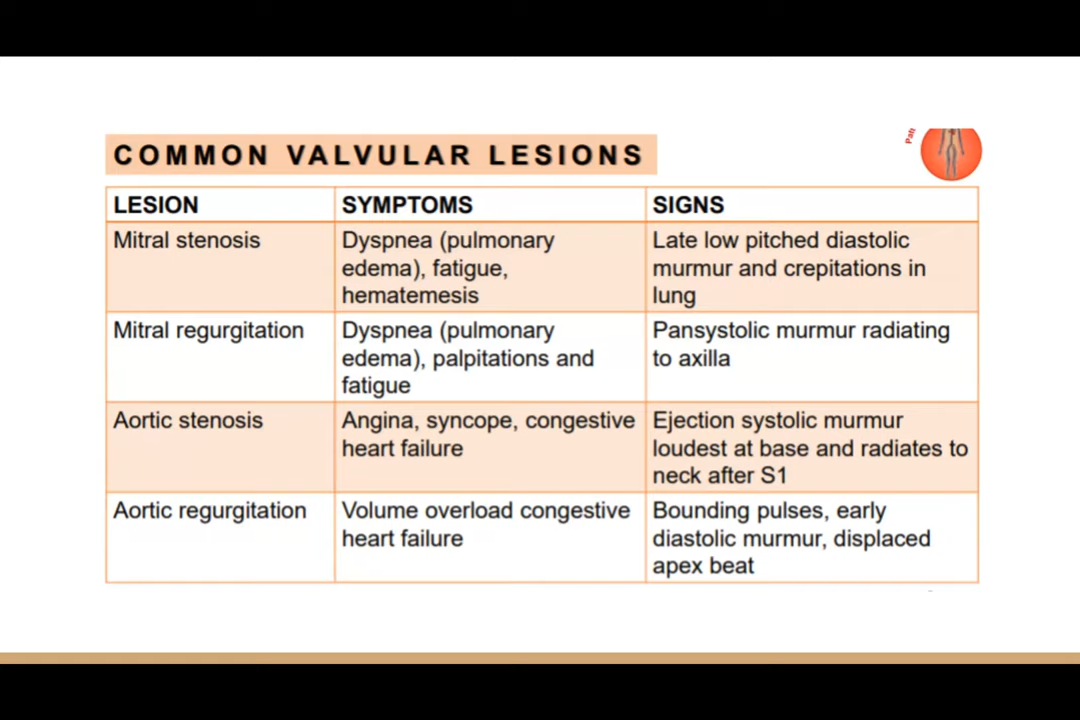 Patt
COMMON VALVULAR LESIONS
LESION
SYMPTOMS
SIGNS
Mitral stenosis
Dyspnea (pulmonary
edema), fatigue,
hematemesis
Late low pitched diastolic
murmur and crepitations in
lung
Mitral regurgitation
Dyspnea (pulmonary
edema), palpitations and
fatigue
Pansystolic murmur radiating
to axilla
Aortic stenosis
Angina, syncope, congestive
heart failure
Ejection systolic murmur
loudest at base and radiates to
neck after S1
Aortic regurgitation
Volume overload congestive
heart failure
Bounding pulses, early
diastolic murmur, displaced
apex beat